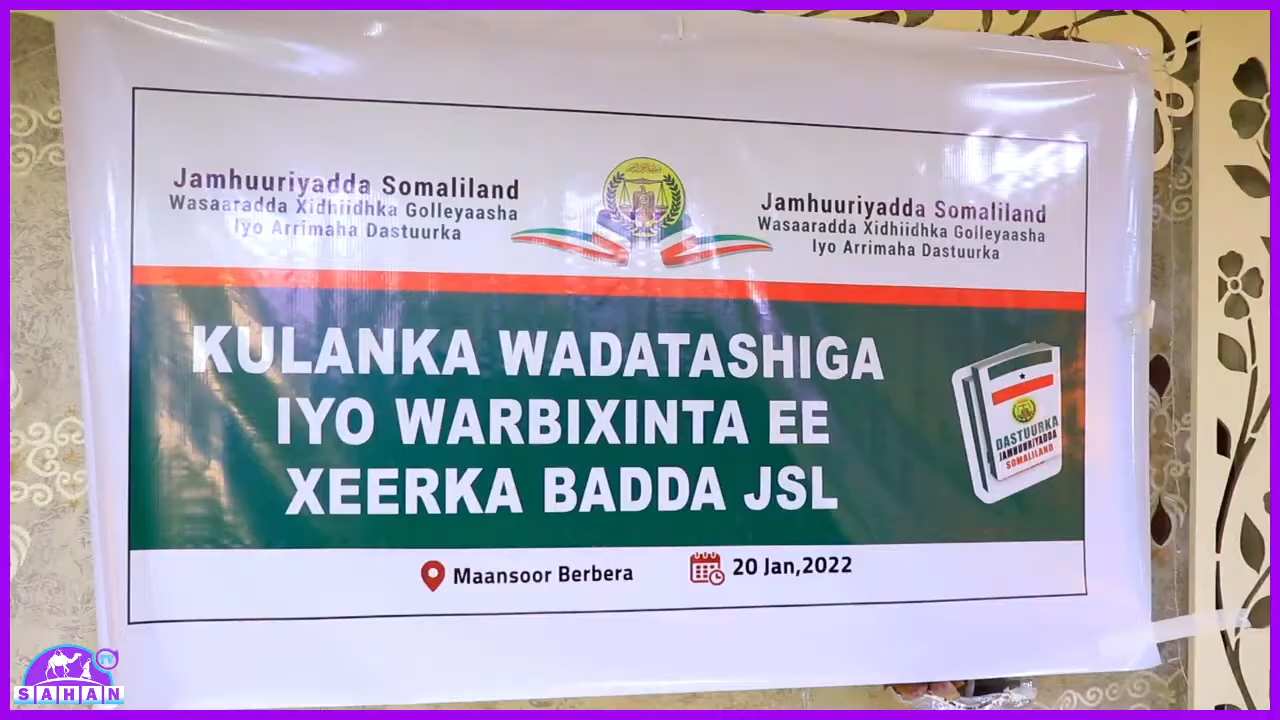 Jamhuuriyadda Somaliland
Wasaaradda Xidhiidhka Golleyaasha
Iyo Arrimaha Dastuurka
Jamhuuriyadda Somaliland
Wasaaradda Xidhiidhka Golleyaasha
Iyo Arrimaha Dastuurka
KULANKA WADATASHIGA
IYO WARBIXINTA EE
XEERKA BADDA JSL
DASTUURKA
JAMHUURIYADDA
SOMALILAND
Maansoor Berbera
20 Jan,2022
TV
SAHAN